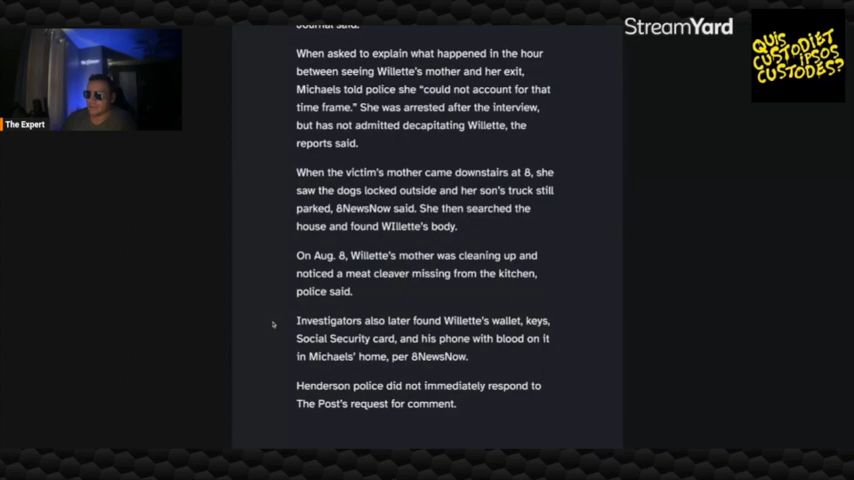 Journal said.
StreamYard
QUIS
CUSTODIET
IPSOS
CUSTODES?
When asked to explain what happened in the hour
between seeing Willette's mother and her exit,
Michaels told police she "could not account for that
time frame." She was arrested after the interview,
but has not admitted decapitating Willette, the
reports said.
The Expert
When the victim's mother came downstairs at 8, she
saw the dogs locked outside and her son's truck still
parked, 8NewsNow said. She then searched the
house and found WIllette's body.
On Aug. 8, Willette's mother was cleaning up and
noticed a meat cleaver missing from the kitchen,
police said.
Investigators also later found Willette's wallet, keys,
Social Security card, and his phone with blood on it
in Michaels' home, per 8NewsNow.
Henderson police did not immediately respond to
The Post's request for comment.